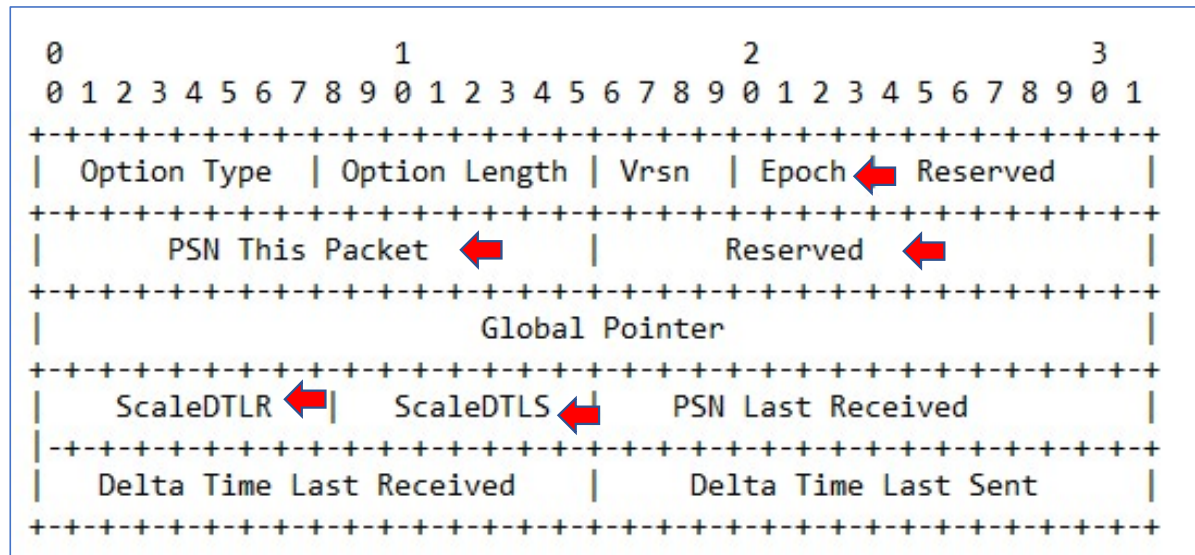 0 1 2 3
0 1 2 3 4 5 6 7 8 9 0 1 2 3 4 5 6 7 8 9 0 1 2 3 4 5 6 7 8 9 0 1
+-+-+-+-+-+-+-+-+-+-+-+-+-+-+-+-+-+-+-+-+-+-+-+-+-+-+-+-+-+-+-+-+
| Option Type | Option Length | Vrsn | Epoch | Reserved |
+-+-+-+-+-+-+-+-+-+-+-+-+-+-+-+-+-+-+-+-+-+-+-+-+-+-+-+-+-+-+-+-+
| PSN This Packet | Reserved |
+-+-+-+-+-+-+-+-+-+-+-+-+-+-+-+-+-+-+-+-+-+-+-+-+-+-+-+-+-+-+-+-+
| Global Pointer |
+-+-+-+-+-+-+-+-+-+-+-+-+-+-+-+-+-+-+-+-+-+-+-+-+-+-+-+-+-+-+-+-+
| ScaleDTLR | ScaleDTLS | PSN Last Received |
|-+-+-+-+-+-+-+-+-+-+-+-+-+-+-+-+-+-+-+-+-+-+-+-+-+-+-+-+-+-+-+-+
| Delta Time Last Received | Delta Time Last Sent |
+-+-+-+-+-+-+-+-+-+-+-+-+-+-+-+-+-+-+-+-+-+-+-+-+-+-+-+-+-+-+-+-+